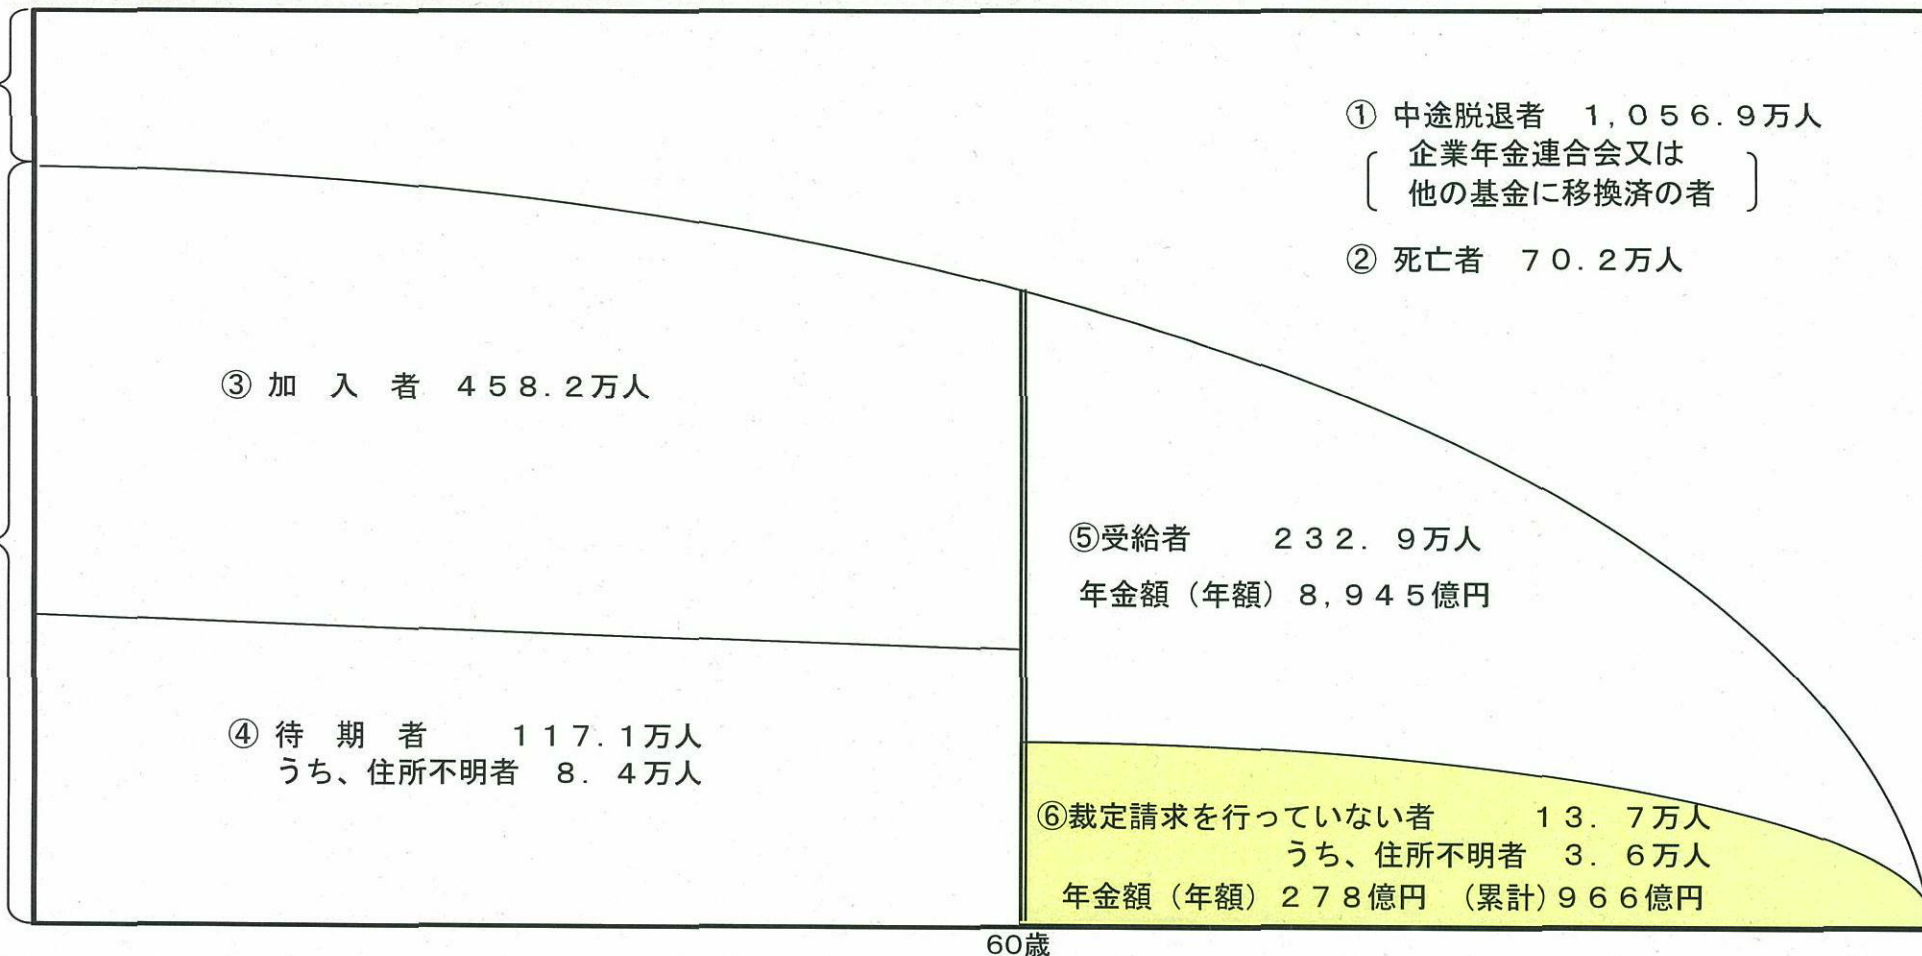 ① 中途脱退者 1,056.9万人
企業年金連合会又は
他の基金に移換済の者
② 死亡者 70.2万人
③ 加 入 者 458.2万人
⑤受給者 232.9万人
年金額（年額）8,945億円
④ 待 期 者 117.1万人
うち、住所不明者 8.4万人
⑥裁定請求を行っていない者 13.7万人
うち、住所不明者 3.6万人
年金額（年額）278億円 （累計）966億円
60歳